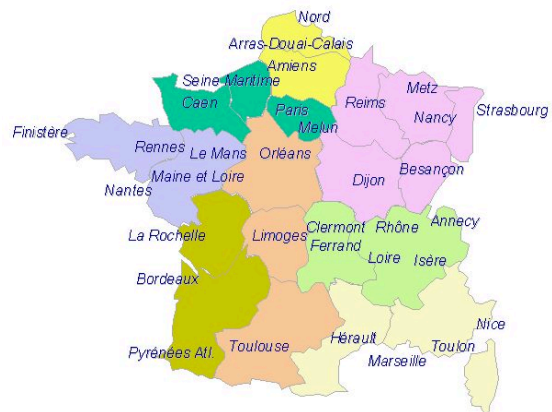 Nord
Arras-Douai-Calais
Amiens
Seine Maritime
Caen
Paris
Melun
Reims
Metz
Nancy
Strasbourg
Finistère
Rennes
Le Mans
Orléans
Nantes
Maine et Loire
Dijon
Besançon
La Rochelle
Limoges
Clermont
Ferrand
Rhône
Annecy
Loire
Isère
Bordeaux
Pyrénées Atl.
Toulouse
Hérault
Marseille
Toulon
Nice